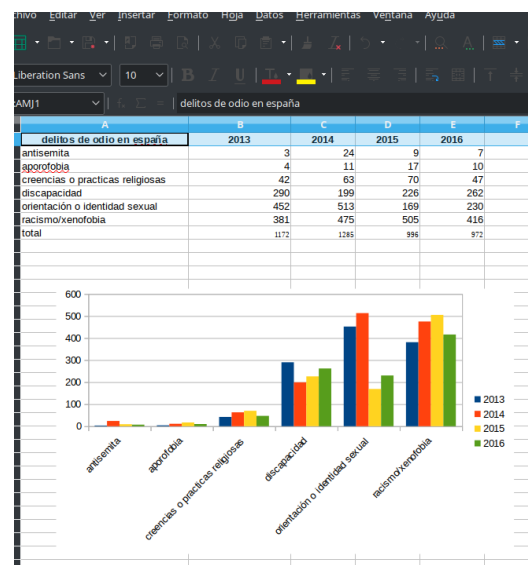 chivo Editar Ver Insertar Formato Hoja Datos Herramientas Ventana Ayuda
Liberation Sans 10
:AMJ1 delitos de odio en españa
A B C D E F
delitos de odio en españa 2013 2014 2015 2016
antisemita 3 24 9 7
aporofobia 4 11 17 10
creencias o practicas religiosas 42 63 70 47
discapacidad 290 199 226 262
orientación o identidad sexual 452 513 169 230
racismo/xenofobia 381 475 505 416
total 1172 1285 996 972
600
500
400
300
200
100
0
2013
2014
2015
2016
antisemita
aporofobia
creencias o practicas religiosas
discapacidad
orientación o identidad sexual
racismo/xenofobia